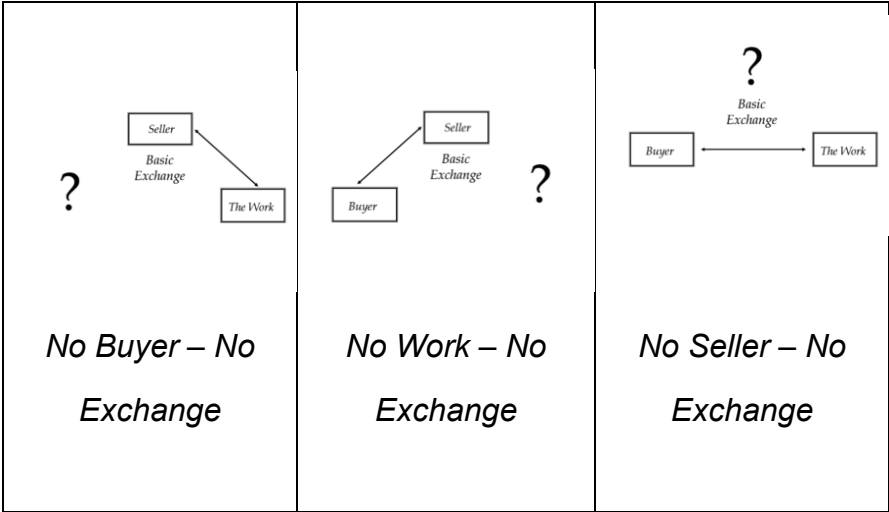 Seller
Basic
Exchange
?
The Work
No Buyer – No
Exchange
Seller
Basic
Exchange
?
Buyer
No Work – No
Exchange
?
Basic
Exchange
Buyer
The Work
No Seller – No
Exchange